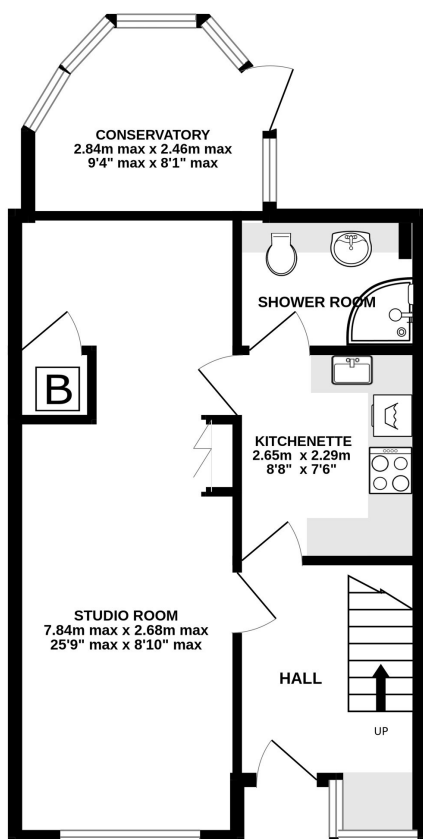 CONSERVATORY
2.84m max x 2.46m max
9'4" max x 8'1" max
SHOWER ROOM
B
KITCHENETTE
2.65m x 2.29m
8'8" x 7'6"
STUDIO ROOM
7.84m max x 2.68m max
25'9" max x 8'10" max
HALL
UP